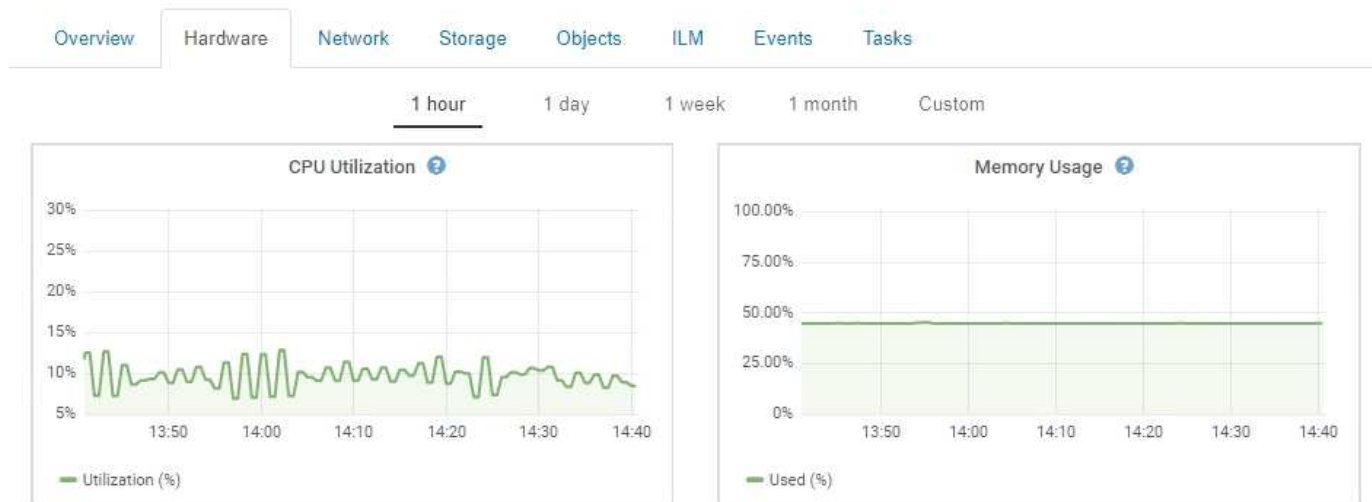 Overview Hardware Network Storage Objects ILM Events Tasks
1 hour 1 day 1 week 1 month Custom
CPU Utilization ?
30%
25%
20%
15%
10%
5%
13:50 14:00 14:10 14:20 14:30 14:40
Utilization (%)
Memory Usage ?
100.00%
75.00%
50.00%
25.00%
0%
13:50 14:00 14:10 14:20 14:30 14:40
Used (%)